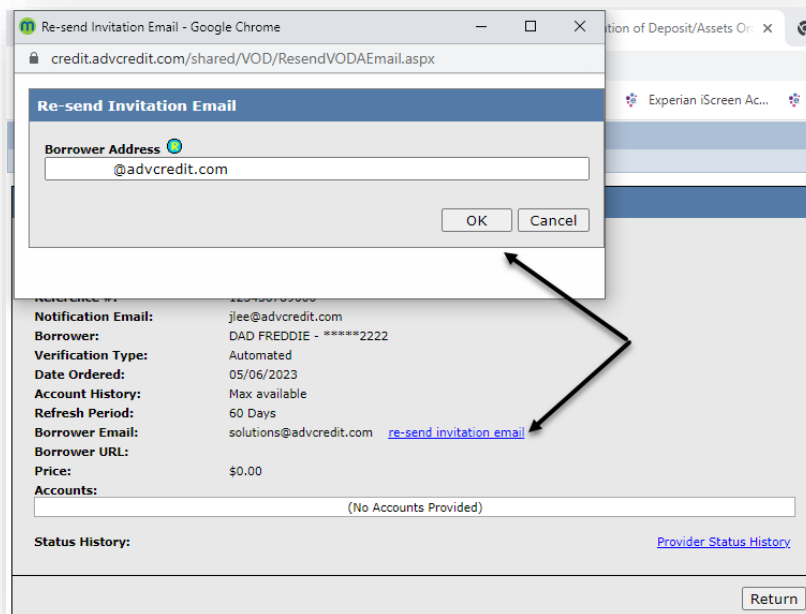 Re-send Invitation Email - Google Chrome
tion of Deposit/Assets Or
credit.advcredit.com/shared/VOD/ResendVODAEmail.aspx
Experian iScreen Ac...
Re-send Invitation Email
Borrower Address R
@advcredit.com
OK Cancel
Notification Email: jlee@advcredit.com
Borrower: DAD FREDDIE - *****2222
Verification Type: Automated
Date Ordered: 05/06/2023
Account History: Max available
Refresh Period: 60 Days
Borrower Email: solutions@advcredit.com re-send invitation email
Borrower URL:
Price: $0.00
Accounts:
(No Accounts Provided)
Status History: Provider Status History
Return